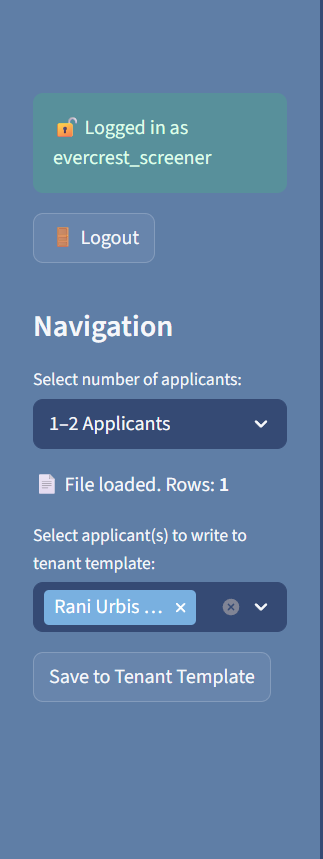 🔓 Logged in as
evercrest_screener
🚪 Logout
Navigation
Select number of applicants:
1–2 Applicants
📄 File loaded. Rows: 1
Select applicant(s) to write to
tenant template:
Rani Urbis …
Save to Tenant Template